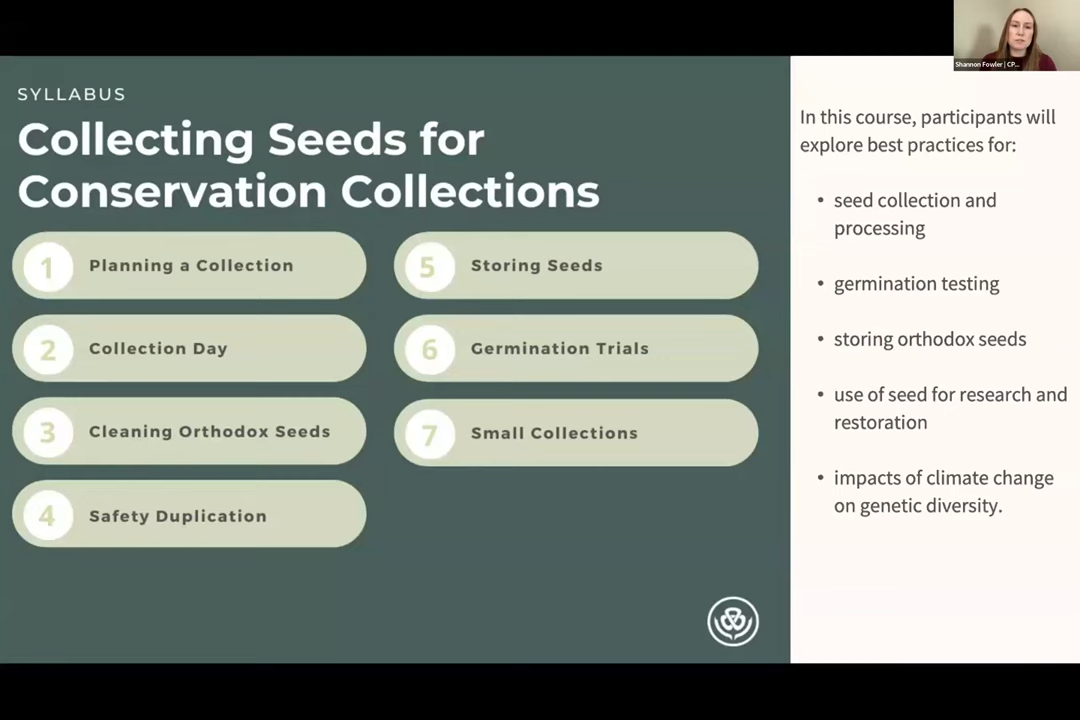 Shannon Fowler | CP...
SYLLABUS
Collecting Seeds for
Conservation Collections
1 Planning a Collection
2 Collection Day
3 Cleaning Orthodox Seeds
4 Safety Duplication
5 Storing Seeds
6 Germination Trials
7 Small Collections
In this course, participants will
explore best practices for:
• seed collection and
processing
• germination testing
• storing orthodox seeds
• use of seed for research and
restoration
• impacts of climate change
on genetic diversity.